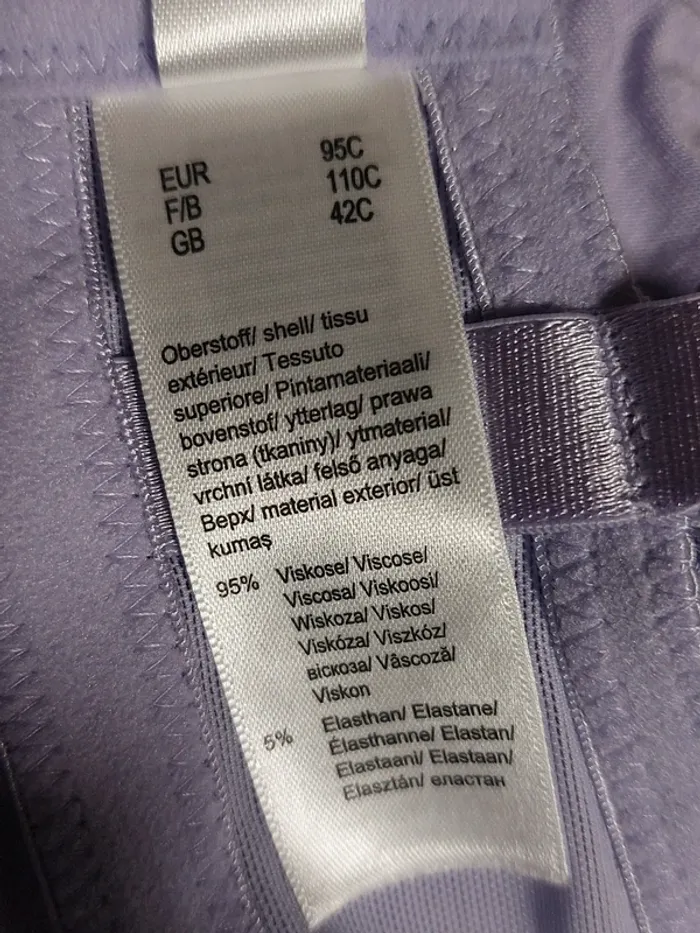 EUR 95C
F/B 110C
GB 42C
Oberstoff/ shell/ tissu
extérieur/ Tessuto
superiore/ Pintamateriaali/
bovenstof/ ytterlag/ prawa
strona (tkaniny)/ ytmaterial/
vrchní látka/ felső anyaga/
Верх/ material exterior/ üst
kumaş
95% Viskose/ Viscose/
Viscosa/ Viskoosi/
Wiskoza/ Viskos/
Viskóza/ Viszkóz/
віскоза/ Vâscoză/
Viskon
5% Elasthan/ Elastane/
Élasthanne/ Elastan/
Elastaani/ Elastaan/
Elasztán/ еластан